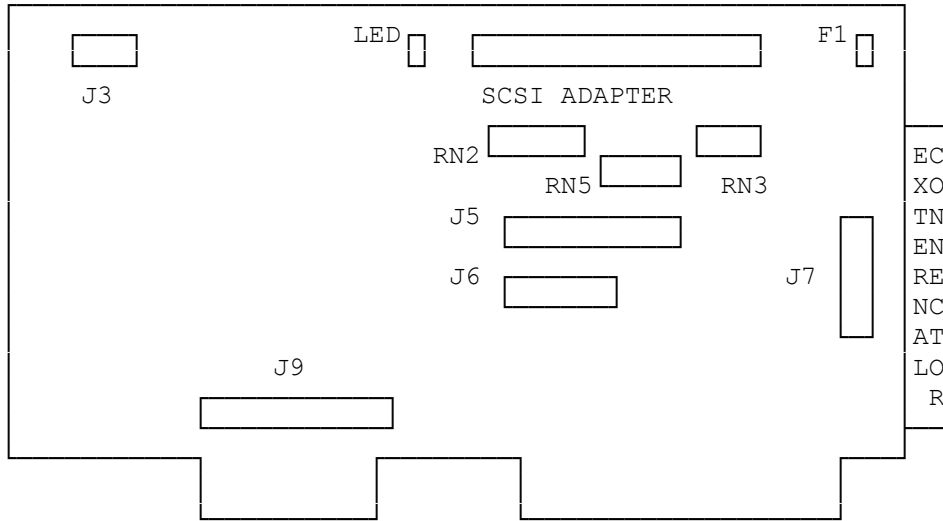 LED F1
J3 SCSI ADAPTER
RN2 EC
RN5 RN3 XO
J5 TN
EN
J6 J7 RE
NC
AT
J9 LO
R